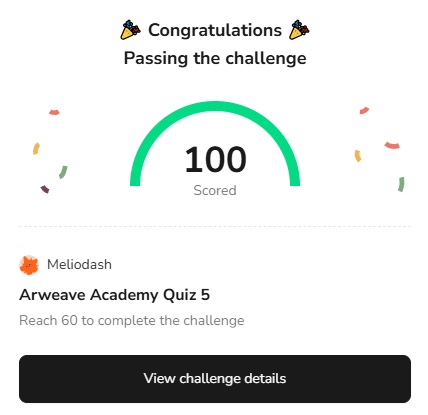 Congratulations
Passing the challenge
100
Scored
Meliodash
Arweave Academy Quiz 5
Reach 60 to complete the challenge
View challenge details